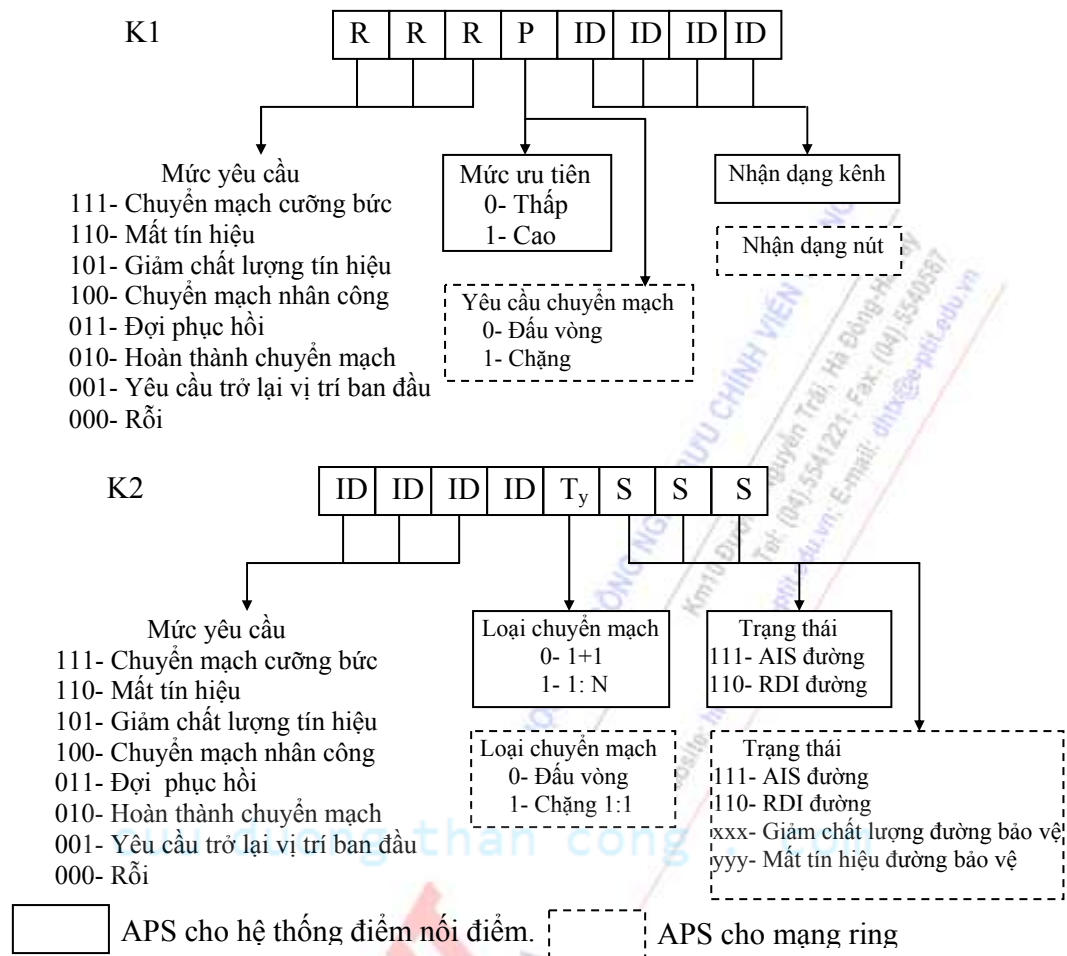 K1
R R R P ID ID ID ID
Mức yêu cầu
111- Chuyển mạch cưỡng bức
110- Mất tín hiệu
101- Giảm chất lượng tín hiệu
100- Chuyển mạch nhân công
011- Đợi phục hồi
010- Hoàn thành chuyển mạch
001- Yêu cầu trở lại vị trí ban đầu
000- Rỗi
Mức ưu tiên
0- Thấp
1- Cao
Yêu cầu chuyển mạch
0- Đấu vòng
1- Chặng
Nhận dạng kênh
Nhận dạng nút
K2
ID ID ID ID Ty S S S
Mức yêu cầu
111- Chuyển mạch cưỡng bức
110- Mất tín hiệu
101- Giảm chất lượng tín hiệu
100- Chuyển mạch nhân công
011- Đợi phục hồi
010- Hoàn thành chuyển mạch
001- Yêu cầu trở lại vị trí ban đầu
000- Rỗi
Loại chuyển mạch
0- 1+1
1- 1: N
Loại chuyển mạch
0- Đấu vòng
1- Chặng 1:1
Trạng thái
111- AIS đường
110- RDI đường
Trạng thái
111- AIS đường
110- RDI đường
xxx- Giảm chất lượng đường bảo vệ
yyy- Mất tín hiệu đường bảo vệ
cuu duong than cong . com
APS cho hệ thống điểm nối điểm.
APS cho mạng ring